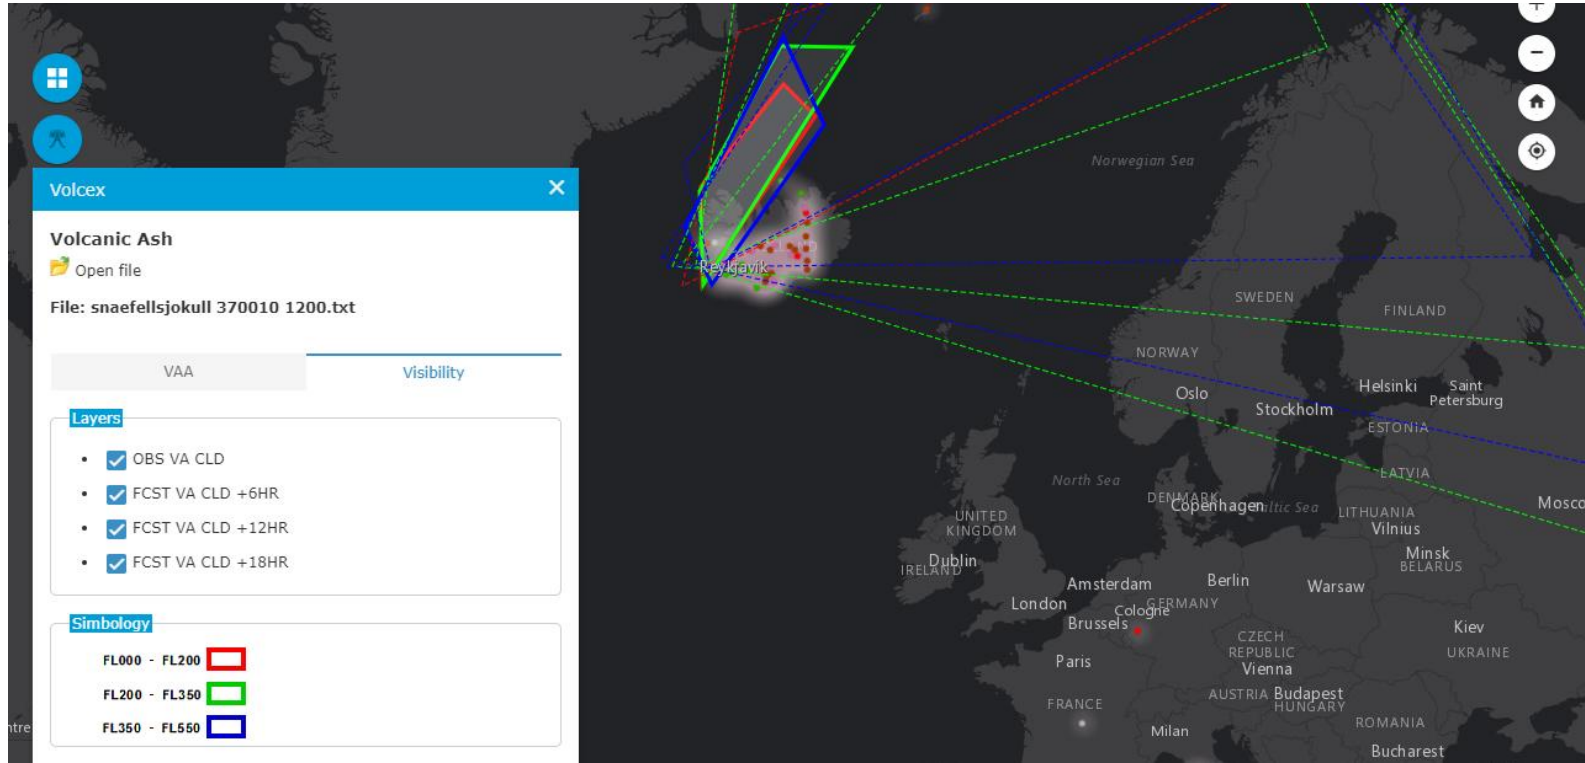 Volcex
Volcanic Ash
Open file
File: snaefellsjokull 370010 1200.txt
VAA
Visibility
Layers
OBS VA CLD
FCST VA CLD +6HR
FCST VA CLD +12HR
FCST VA CLD +18HR
Simbology
FL000 - FL200
FL200 - FL350
FL350 - FL550
Norwegian Sea
Reykjavik
SWEDEN
FINLAND
NORWAY
Oslo
Helsinki
Saint
Petersburg
Stockholm
ESTONIA
LATVIA
North Sea
DENMARK
Copenhagen
LITHUANIA
Vilnius
Mosco
UNITED
KINGDOM
Minsk
BELARUS
Dublin
IRELAND
Amsterdam
Berlin
Warsaw
London
Cologne
GERMANY
Brussels
Kiev
UKRAINE
CZECH
REPUBLIC
Paris
Vienna
AUSTRIA
Budapest
HUNGARY
FRANCE
ROMANIA
Milan
Bucharest
ntre